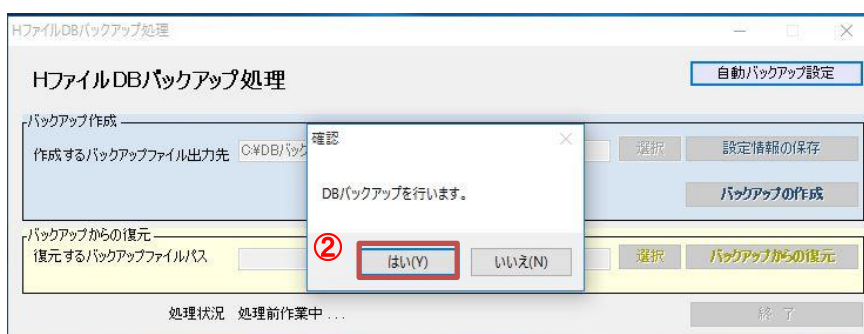 HファイルDBバックアップ処理
HファイルDBバックアップ処理
自動バックアップ設定
バックアップ作成
作成するバックアップファイル出力先
C:¥DBバック
選択
設定情報の保存
バックアップの作成
確認
DBバックアップを行います。
②
はい(Y)
いいえ(N)
バックアップからの復元
復元するバックアップファイルパス
選択
バックアップからの復元
処理状況 処理前作業中 ...
終 了